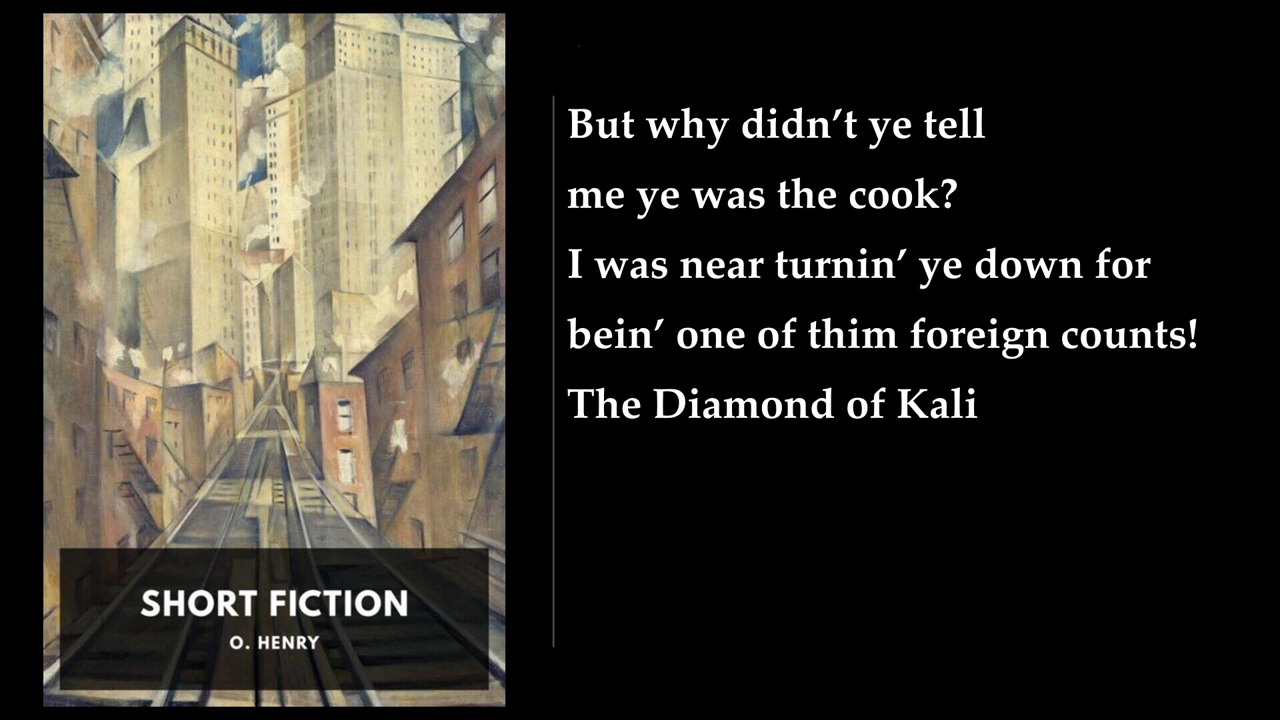 But why didn’t ye tell
me ye was the cook?
I was near turnin’ ye down for
bein’ one of thim foreign counts!
The Diamond of Kali
SHORT FICTION
O. HENRY